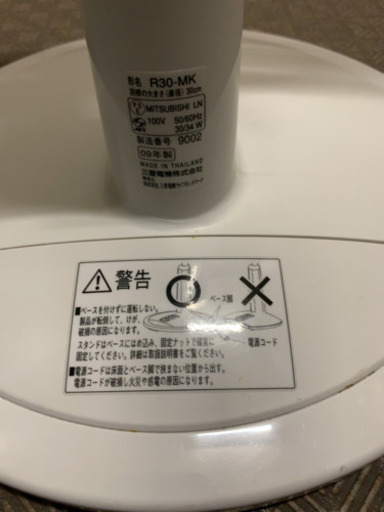 形名 R30-MK
羽根の大きさ(直径) 30cm
MITSUBISHI LN
100V 50/60Hz
30/34 W
製造番号 9002
09年製
MADE IN THAILAND
三菱電機株式会社
警告
■ベースを付けずに運転しない。
製品が転倒して、けが、
破損の原因になります。
ベース脚
スタンドはベースにはめ込み、固定ナットで確実に
固定してください。詳細は取扱説明書をご覧ください。
電源コード
■電源コードは床面とベース脚で挟まない位置から出す。
電源コードが破損し火災や感電の原因になります。